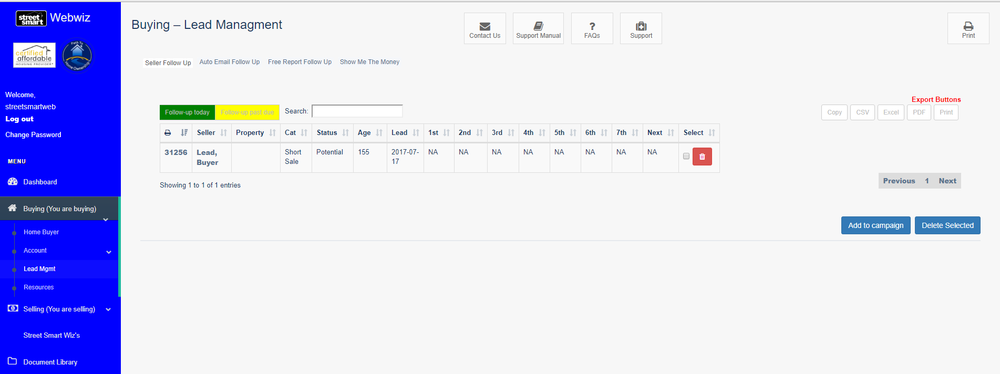 street
smart
Webwiz
certified
affordable
HOUSING PROVIDER
Path To
Home Ownership
Welcome,
streetsmartweb
Log out
Change Password
MENU
Dashboard
Buying (You are buying)
Home Buyer
Account
Lead Mgmt
Resources
Selling (You are selling)
Street Smart Wiz's
Document Library
Buying – Lead Managment
Contact Us
Support Manual
FAQs
Support
Print
Seller Follow Up Auto Email Follow Up Free Report Follow Up Show Me The Money
Export Buttons
Follow-up today Follow-up past due Search:
Copy CSV Excel PDF Print
Seller Property Cat Status Age Lead 1st 2nd 3rd 4th 5th 6th 7th Next Select
31256 Lead, Short Potential 155 2017-07- NA NA NA NA NA NA NA NA
Buyer Sale 17
Showing 1 to 1 of 1 entries
Previous 1 Next
Add to campaign Delete Selected